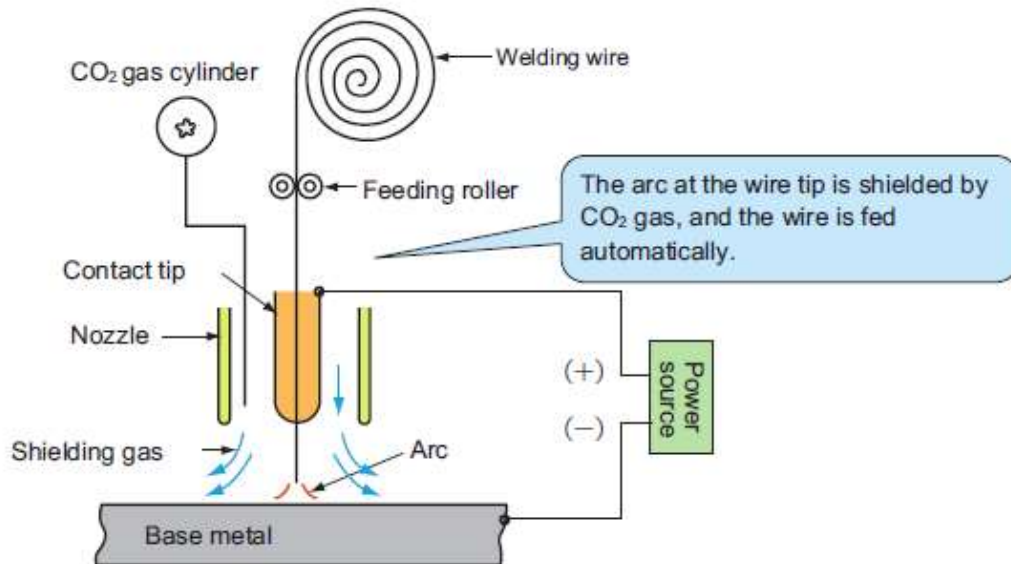 Welding wire
CO₂ gas cylinder
Feeding roller
The arc at the wire tip is shielded by
CO₂ gas, and the wire is fed
automatically.
Contact tip
Nozzle
(+)
(−)
Power
source
Shielding gas
Arc
Base metal